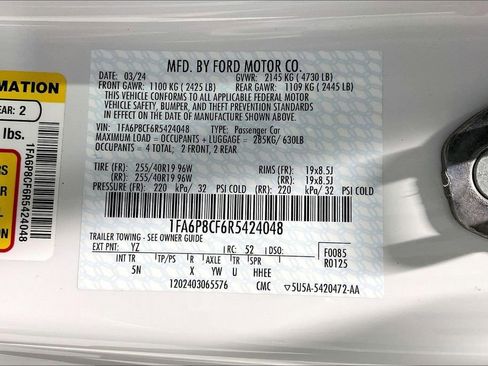 MFD. BY FORD MOTOR CO.
DATE: 03/24 GVWR: 2145 KG ( 4730 LB)
FRONT GAWR: 1100 KG ( 2425 LB) REAR GAWR: 1109 KG ( 2445 LB)
THIS VEHICLE CONFORMS TO ALL APPLICABLE FEDERAL MOTOR
VEHICLE SAFETY, BUMPER, AND THEFT PREVENTION STANDARDS
IN EFFECT ON THE DATE OF MANUFACTURE SHOWN ABOVE.
VIN: 1FA6P8CF6R5424048 TYPE: Passenger Car
MAXIMUM LOAD = OCCUPANTS + LUGGAGE = 285KG/ 630LB
OCCUPANTS = 4 TOTAL: 2 FRONT, 2 REAR
TIRE (FR): 255/40R19 96W RIMS (FR): 19x8.5J
(RR): 255/40R19 96W (RR): 19x8.5J
PRESSURE (FR): 220 kPa/ 32 PSI COLD (RR): 220 kPa/ 32 PSI COLD
1FA6P8CF6R5424048
TRAILER TOWING - SEE OWNER GUIDE
EXT PNT: YZ RC: 52 DSO: F0085
R0125
INT TR TP/PS R AXLE TR SPR
5N X YW U HHEE
1202403065576 CMC 5U5A-5420472-AA
RMATION
EAR: 2
lbs.
1FA6P8CF6R5424048